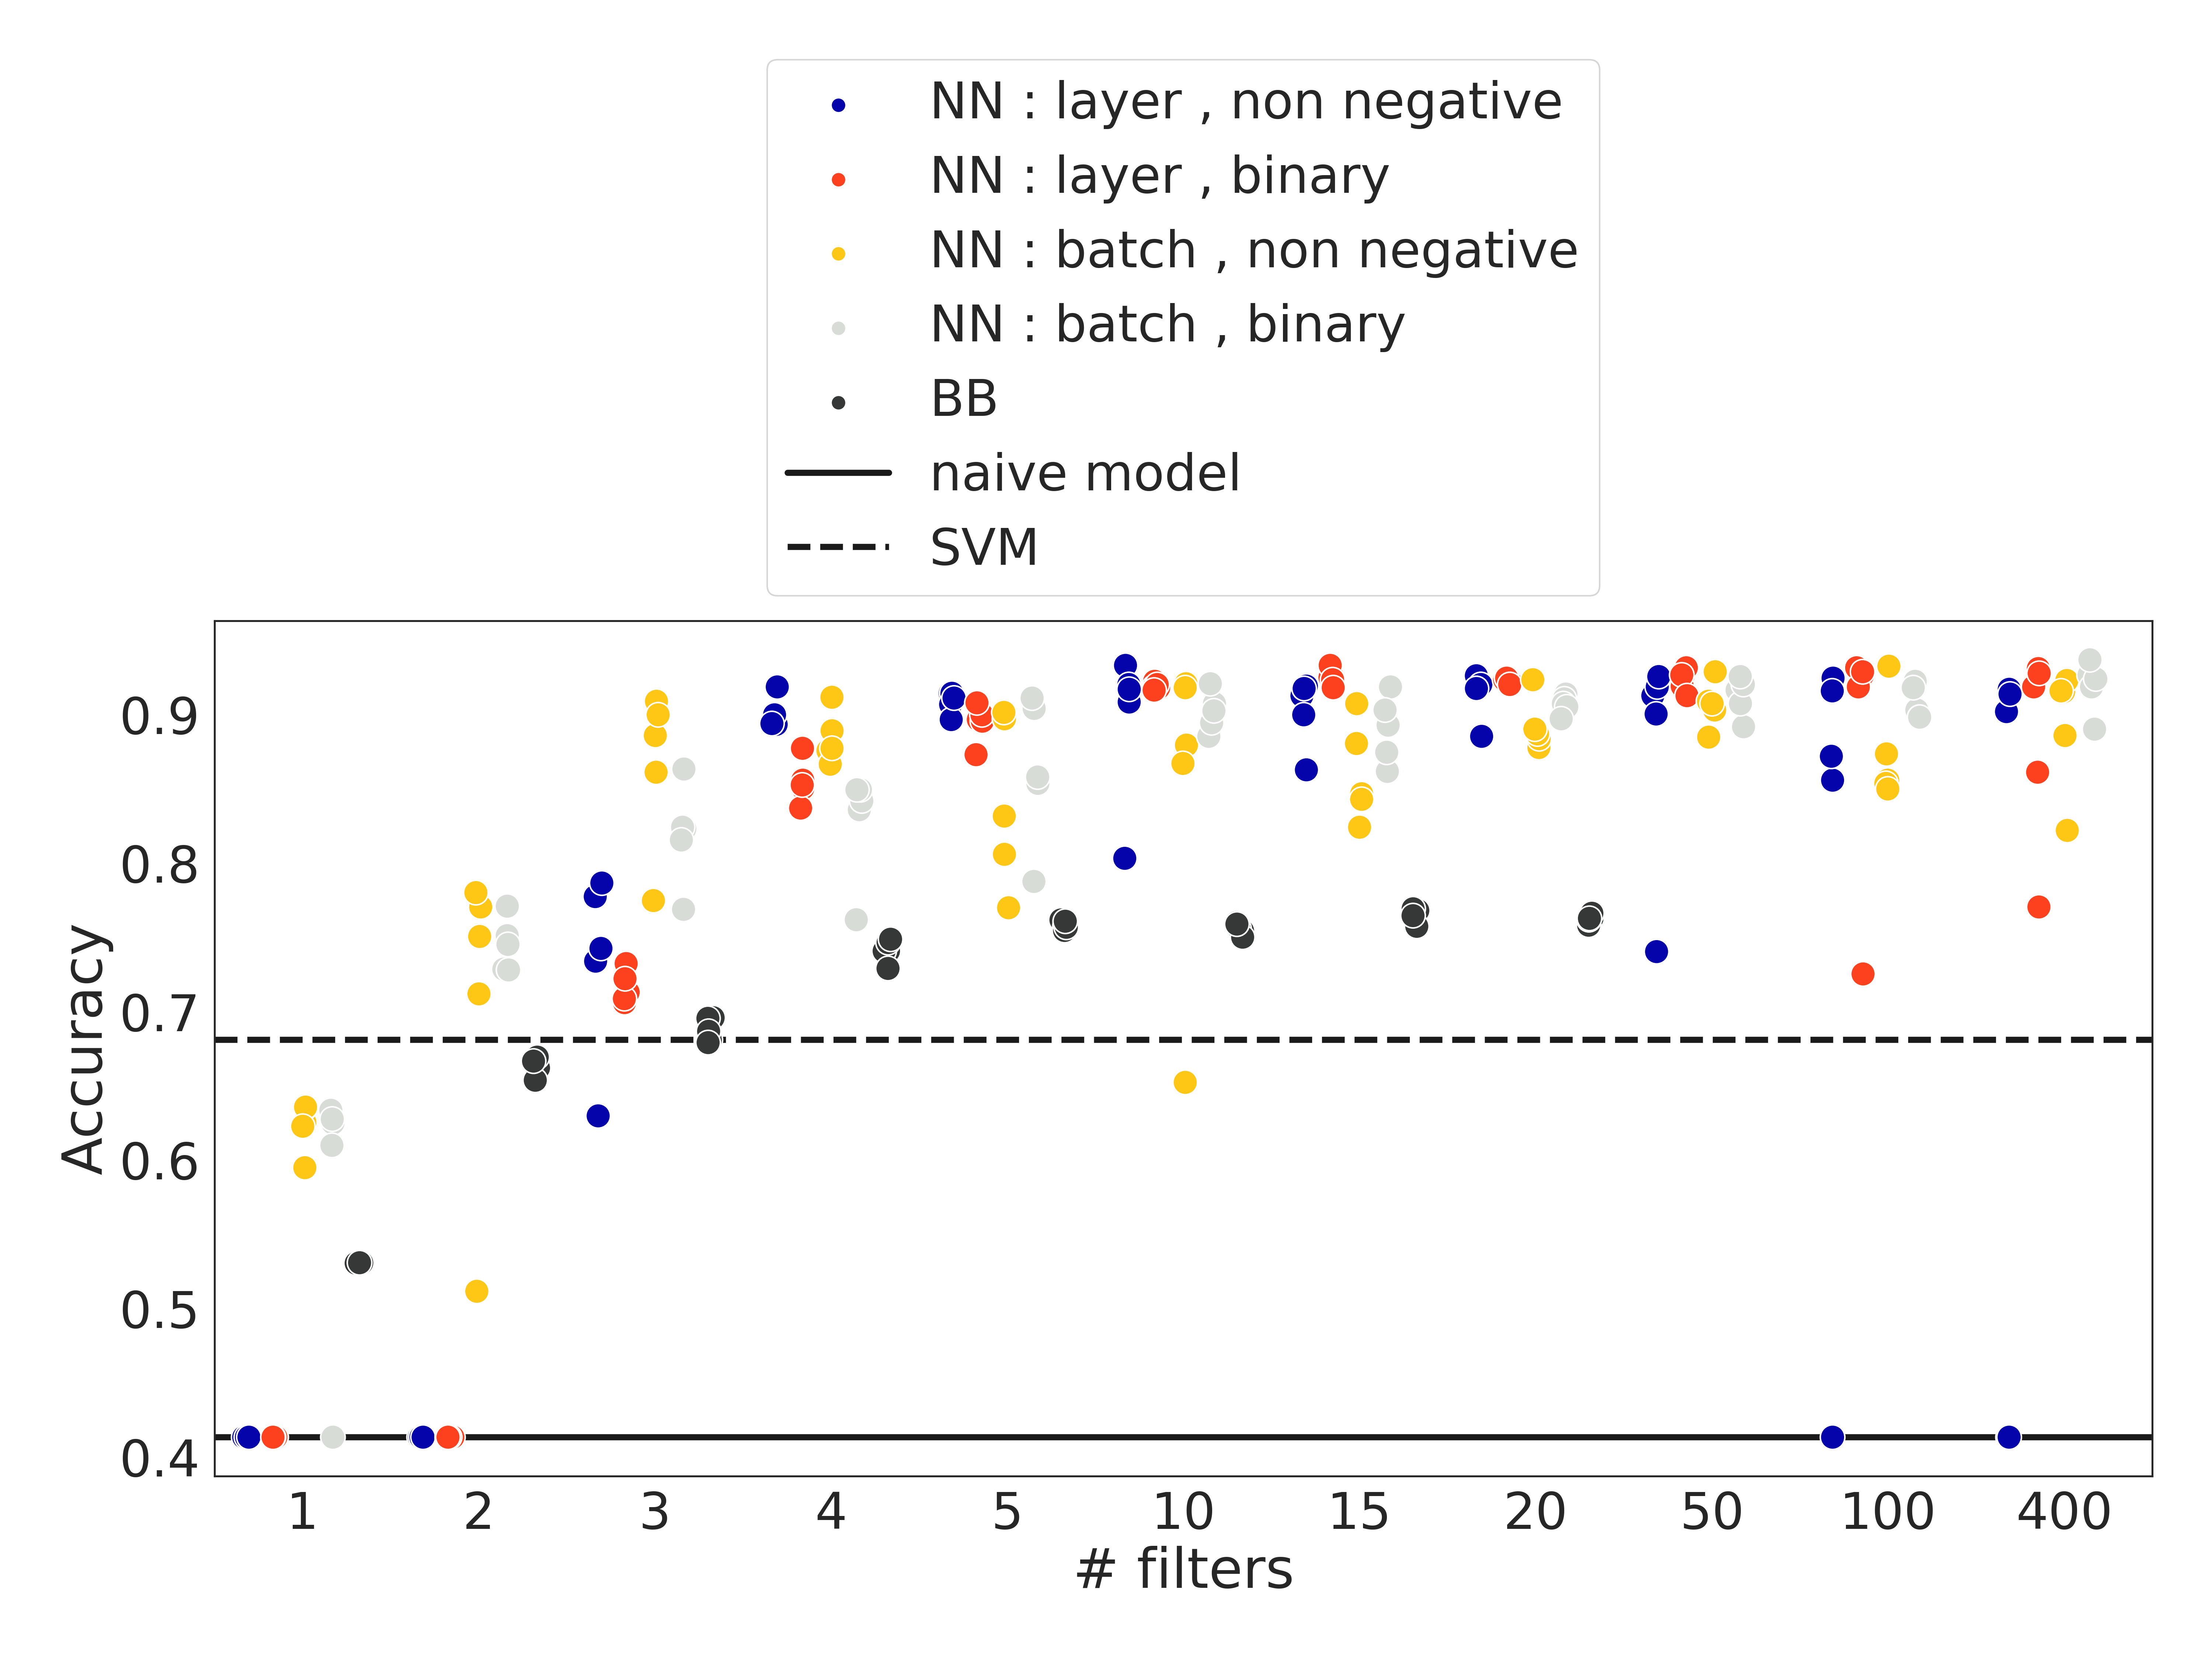 NN : layer , non negative
NN : layer , binary
NN : batch , non negative
NN : batch , binary
BB
naive model
SVM
Accuracy
0.9
0.8
0.7
0.6
0.5
0.4
1 2 3 4 5 10 15 20 50 100 400
# filters